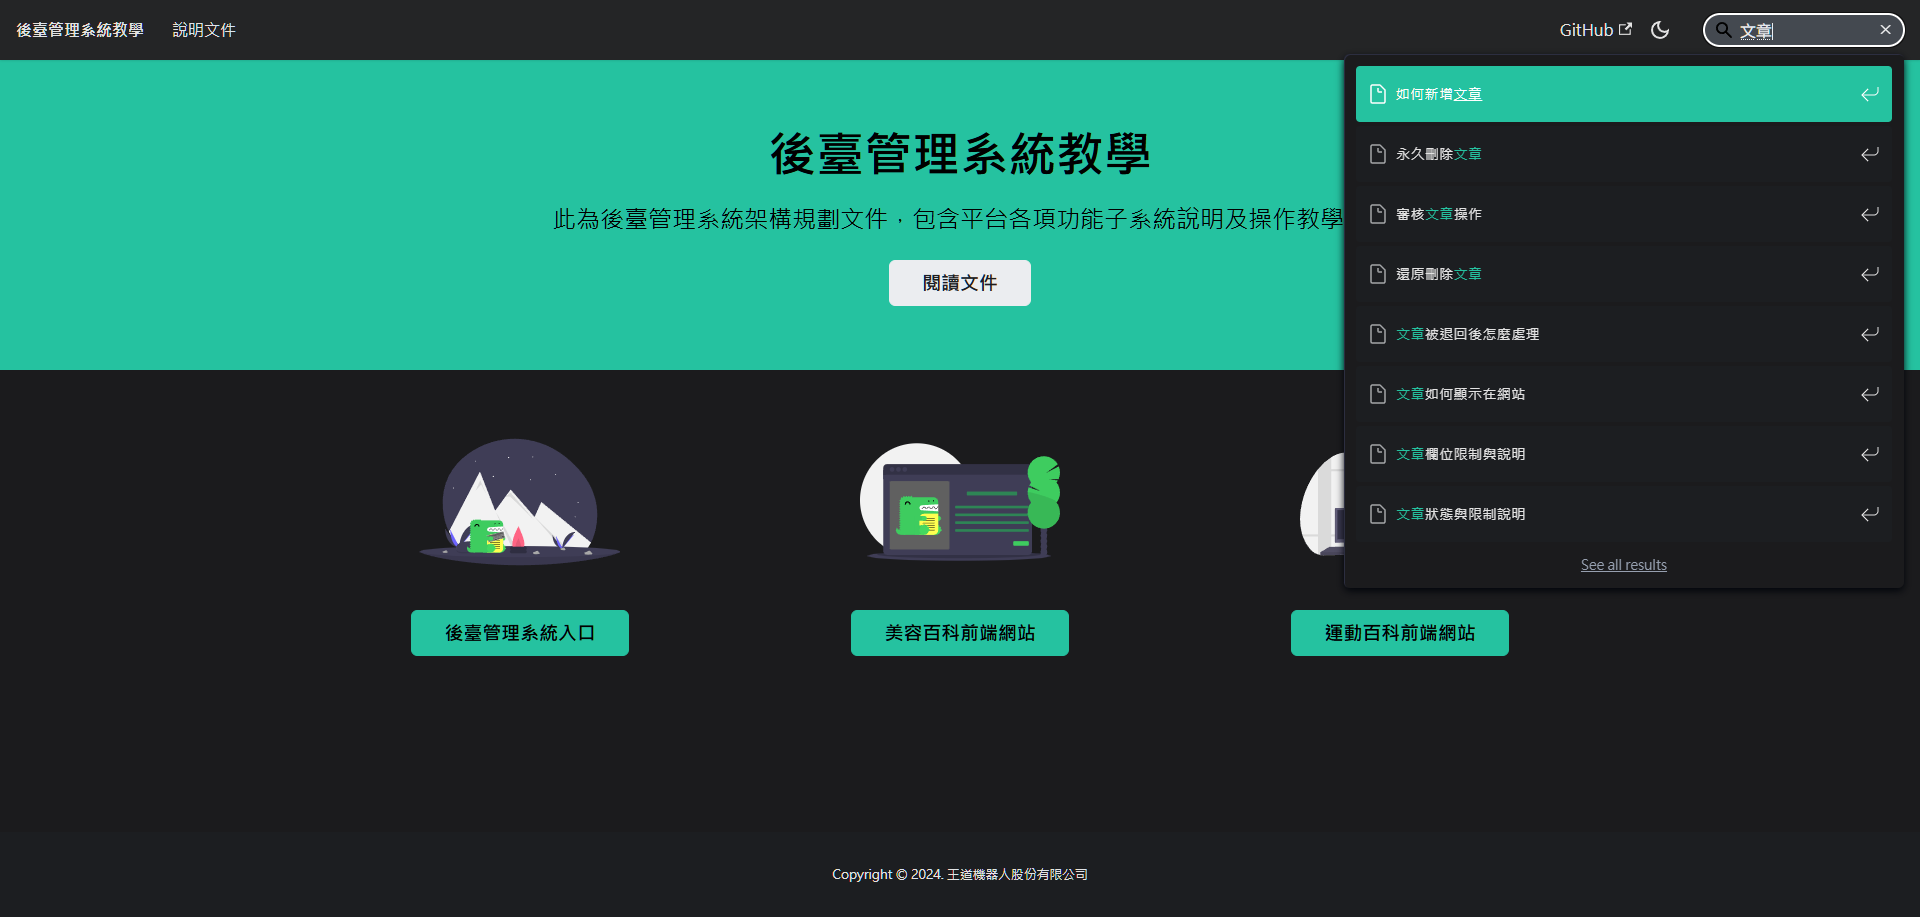 後臺管理系統教學 說明文件 GitHub 文章
後臺管理系統教學
此為後臺管理系統架構規劃文件，包含平台各項功能子系統說明及操作教學
閱讀文件
如何新增文章
永久刪除文章
審核文章操作
還原刪除文章
文章被退回後怎麼處理
文章如何顯示在網站
文章欄位限制與說明
文章狀態與限制說明
See all results
後臺管理系統入口
美容百科前端網站
運動百科前端網站
Copyright © 2024. 王道機器人股份有限公司